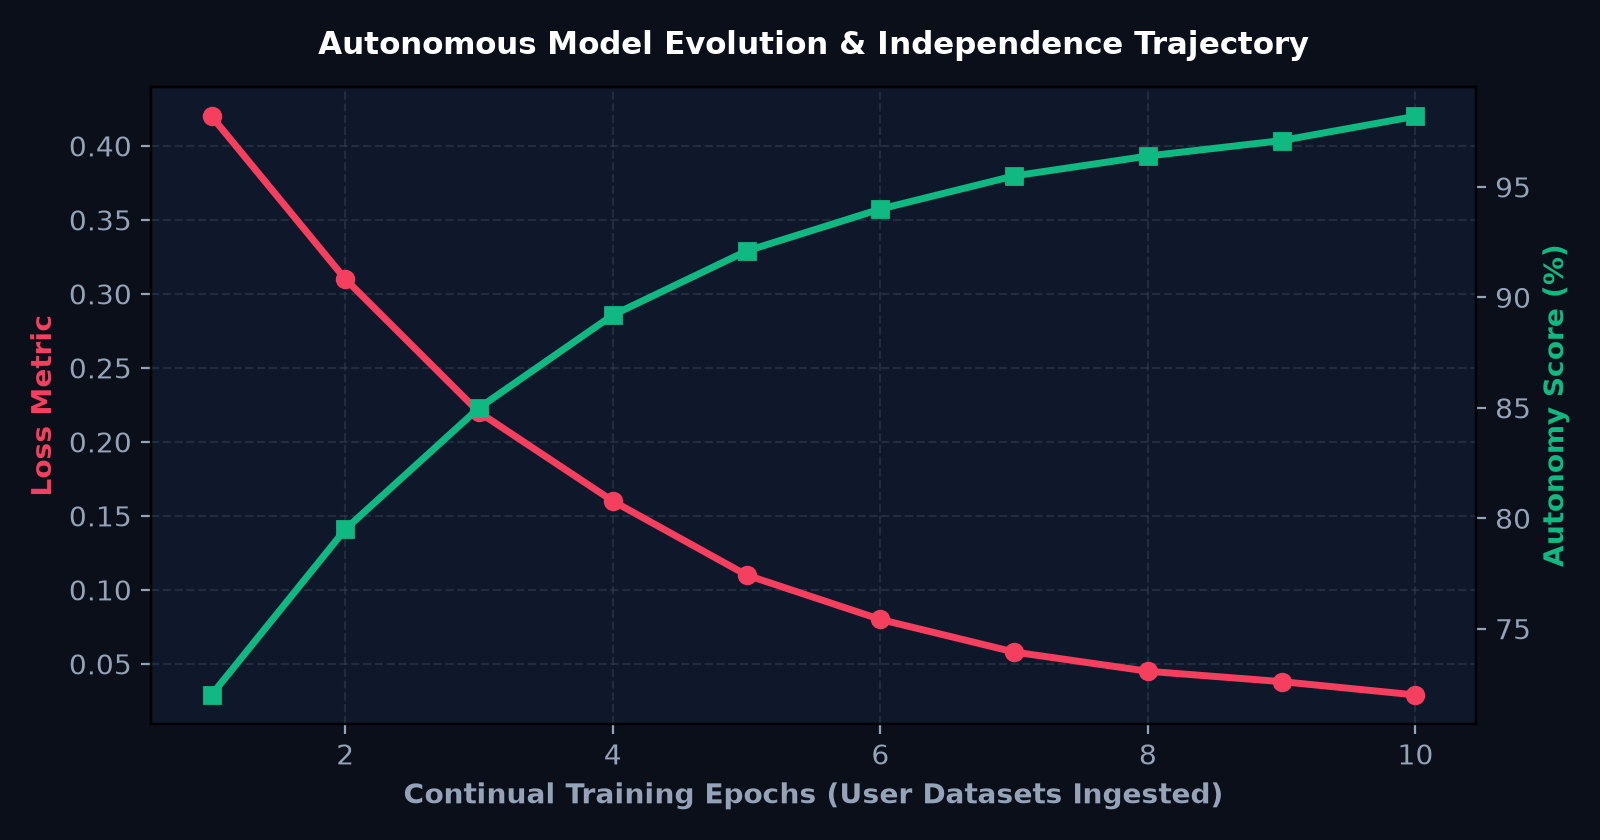 Autonomous Model Evolution & Independence Trajectory
Loss Metric
0.40
0.35
0.30
0.25
0.20
0.15
0.10
0.05
95
90
85
80
75
Autonomy Score (%)
2 4 6 8 10
Continual Training Epochs (User Datasets Ingested)